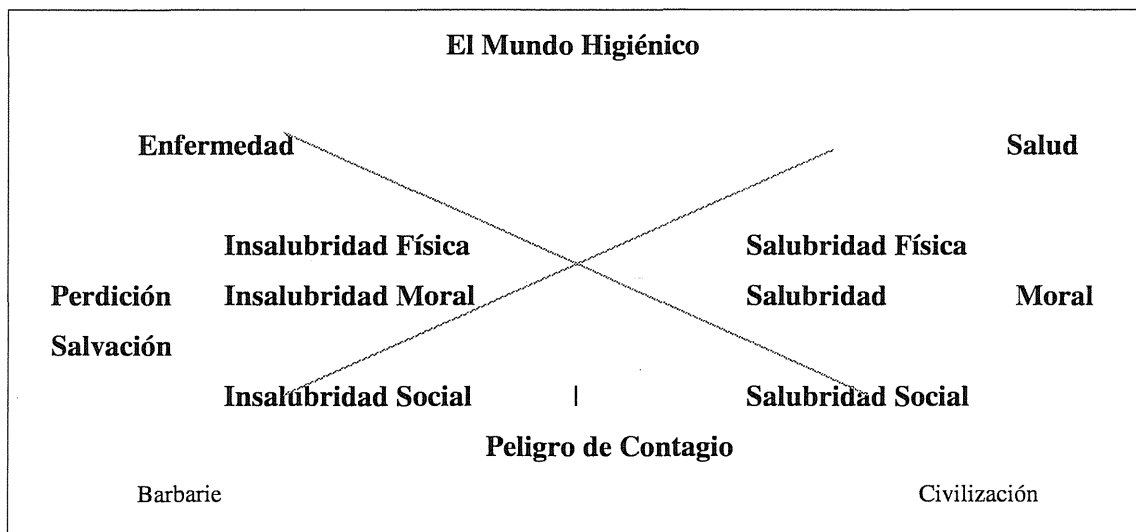 El Mundo Higiénico
Enfermedad Salud
Insalubridad Física Salubridad Física
Perdición Insalubridad Moral Salubridad Moral
Salvación
Insalubridad Social | Salubridad Social
Peligro de Contagio
Barbarie Civilización